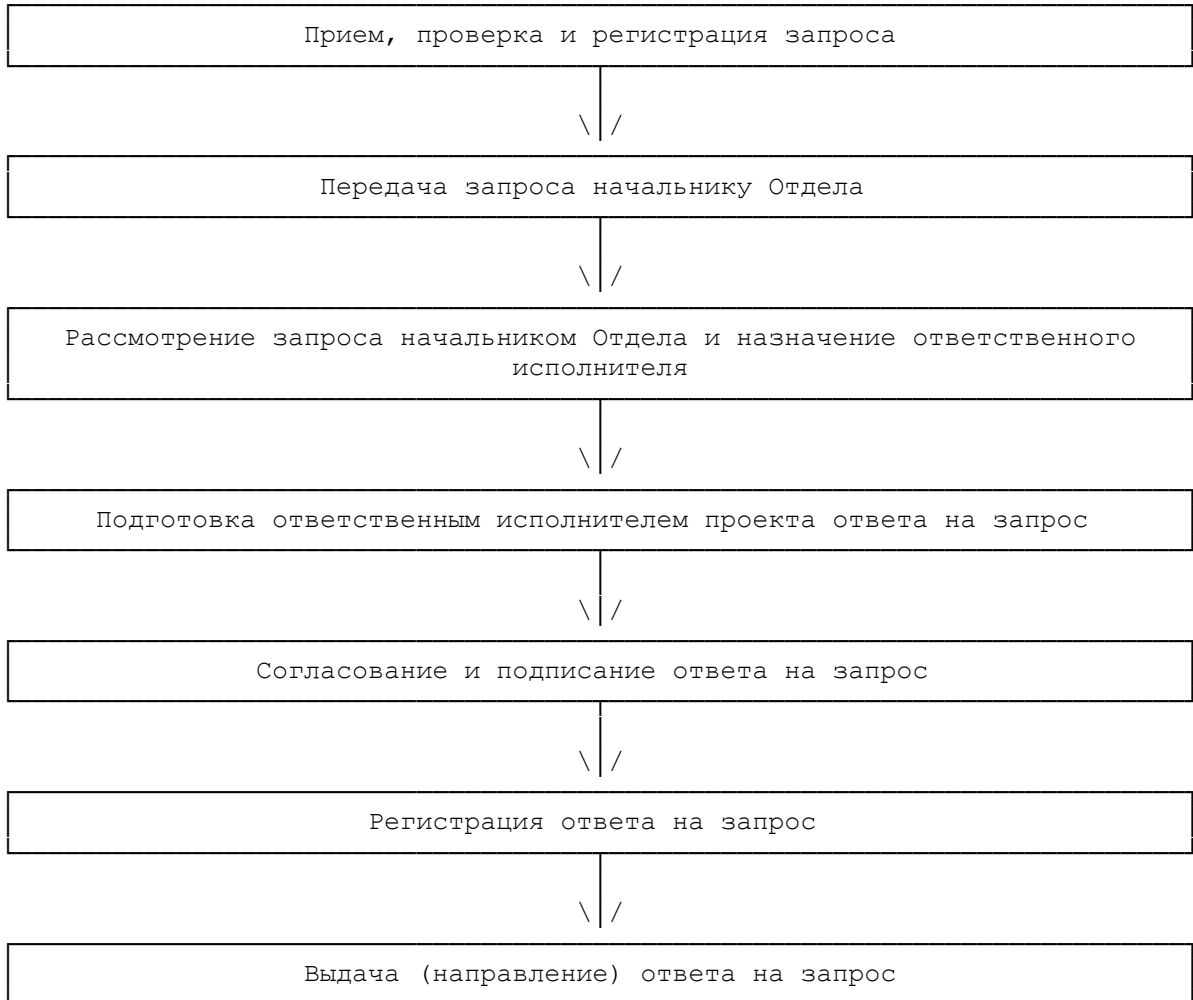 Прием, проверка и регистрация запроса
Передача запроса начальнику Отдела
Рассмотрение запроса начальником Отдела и назначение ответственного
исполнителя
Подготовка ответственным исполнителем проекта ответа на запрос
Согласование и подписание ответа на запрос
Регистрация ответа на запрос
Выдача (направление) ответа на запрос